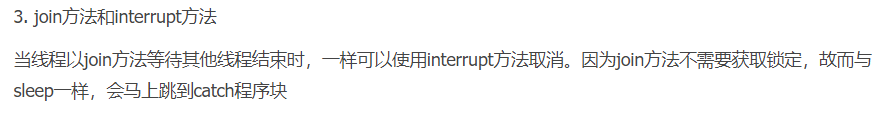 3. join方法和interrupt方法
当线程以join方法等待其他线程结束时，一样可以使用interrupt方法取消。因为join方法不需要获取锁定，故而与
sleep一样，会马上跳到catch程序块